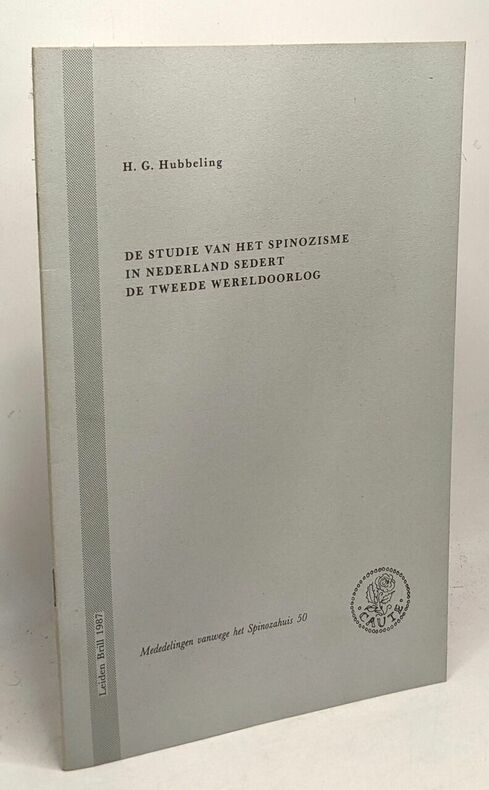 H. G. Hubbeling
DE STUDIE VAN HET SPINOZISME
IN NEDERLAND SEDERT
DE TWEEDE WERELDOORLOG
Mededelingen vanwege het Spinozahuis 50
CAUTE
Leiden Brill 1987